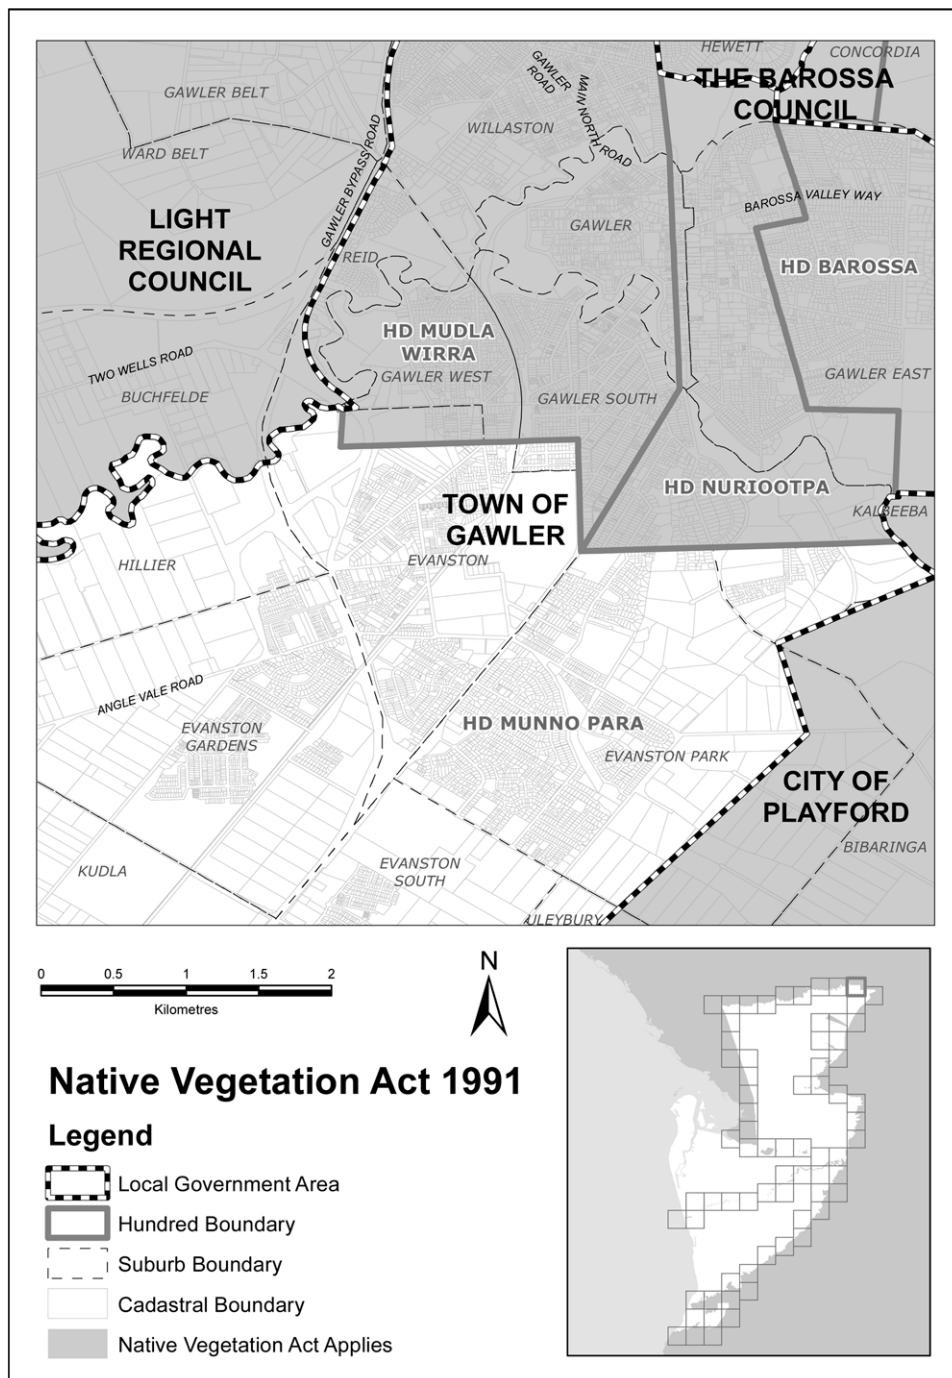 HEWETT
CONCORDIA
THE BAROSSA
COUNCIL
GAWLER
ROAD
MAIN NORTH ROAD
GAWLER BELT
WILLASTON
WARD BELT
GAWLER BYPASS ROAD
BAROSSA VALLEY WAY
LIGHT
REGIONAL
COUNCIL
GAWLER
REID
HD BAROSSA
HD MUDLA
WIRRA
TWO WELLS ROAD
GAWLER WEST
GAWLER EAST
BUCHFELDE
GAWLER SOUTH
HD NURIOOTPA
TOWN OF
GAWLER
KALBEEBA
HILLIER
EVANSTON
ANGLE VALE ROAD
EVANSTON
GARDENS
HD MUNNO PARA
EVANSTON PARK
CITY OF
PLAYFORD
BIBARINGA
KUDLA
EVANSTON
SOUTH
ULEYBURY
0 0.5 1 1.5 2
Kilometres
N
Native Vegetation Act 1991
Legend
Local Government Area
Hundred Boundary
Suburb Boundary
Cadastral Boundary
Native Vegetation Act Applies